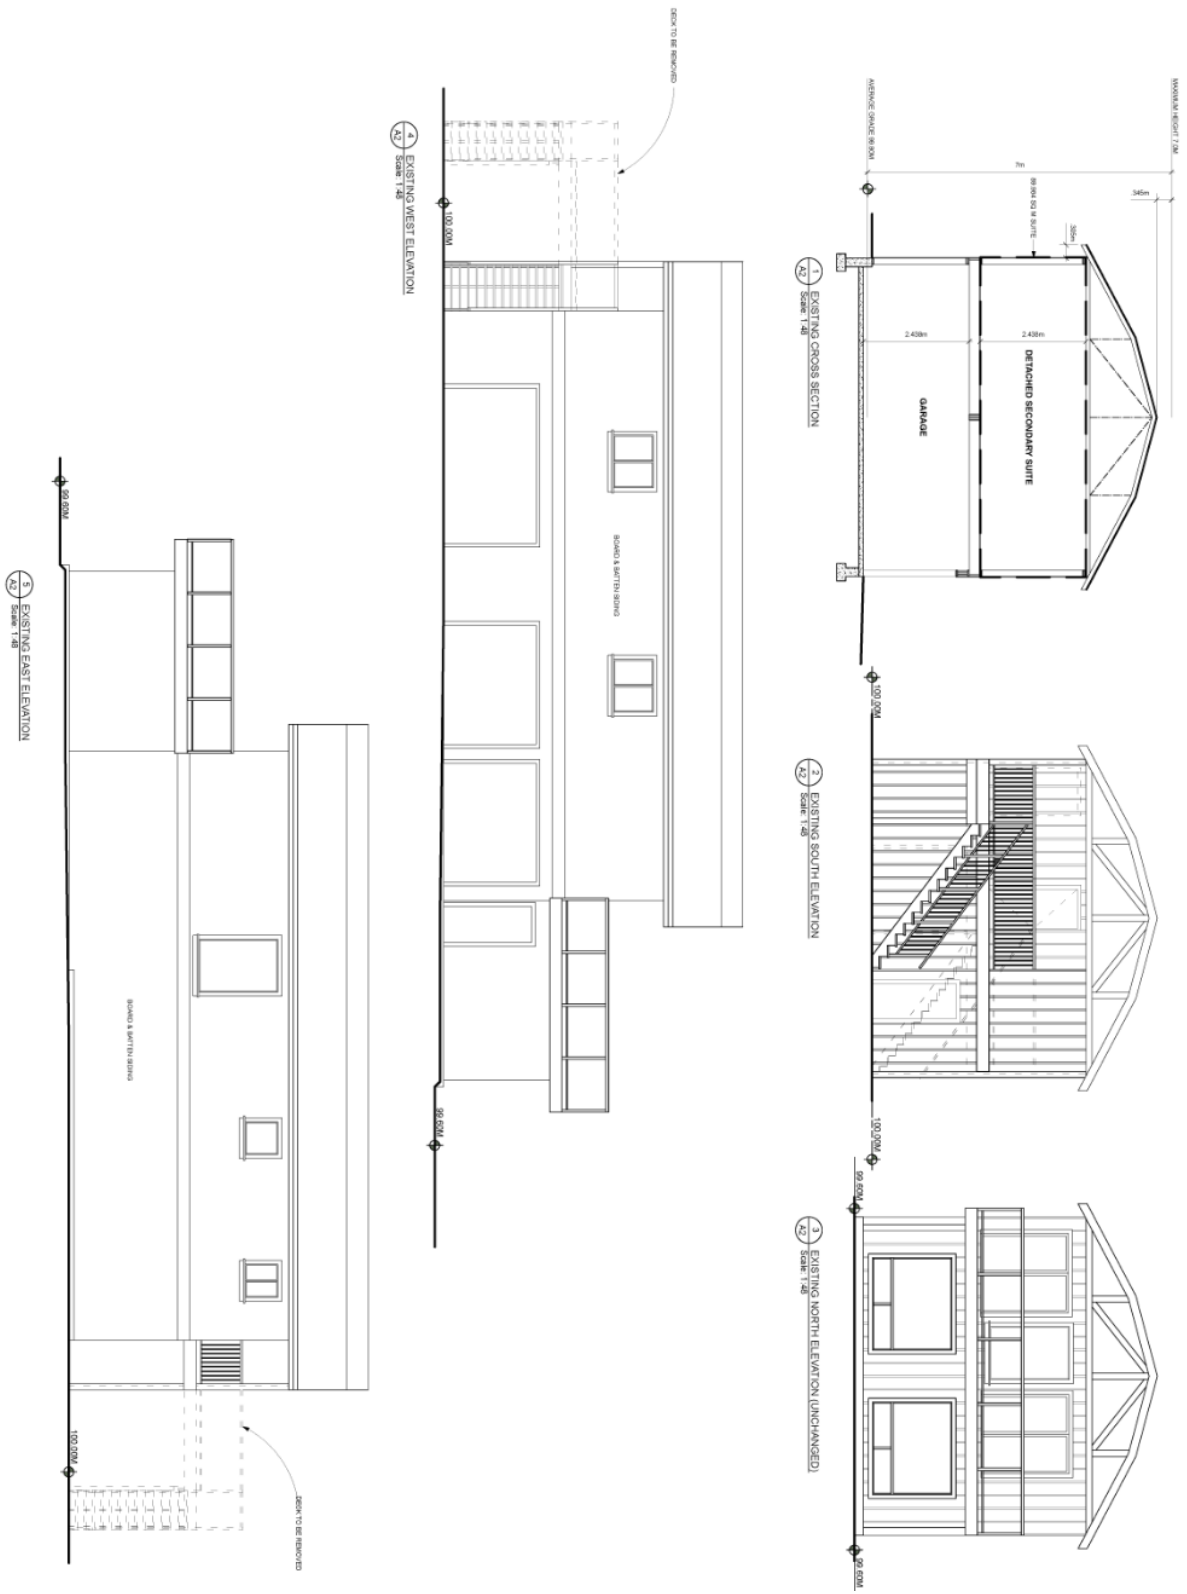 MAXIMUM HEIGHT 7.0M
AVERAGE GRADE 99.80M
7m
.345m
.305m
89.984 SQ M SUITE
2.438m
2.438m
DETACHED SECONDARY SUITE
GARAGE
1
A2
EXISTING CROSS SECTION
Scale: 1:48
100.00M
100.00M
2
A2
EXISTING SOUTH ELEVATION
Scale: 1:48
99.60M
99.60M
3
A2
EXISTING NORTH ELEVATION (UNCHANGED)
Scale: 1:48
DECK TO BE REMOVED
100.00M
BOARD & BATTEN SIDING
99.60M
4
A2
EXISTING WEST ELEVATION
Scale: 1:48
99.60M
BOARD & BATTEN SIDING
100.00M
DECK TO BE REMOVED
5
A2
EXISTING EAST ELEVATION
Scale: 1:48